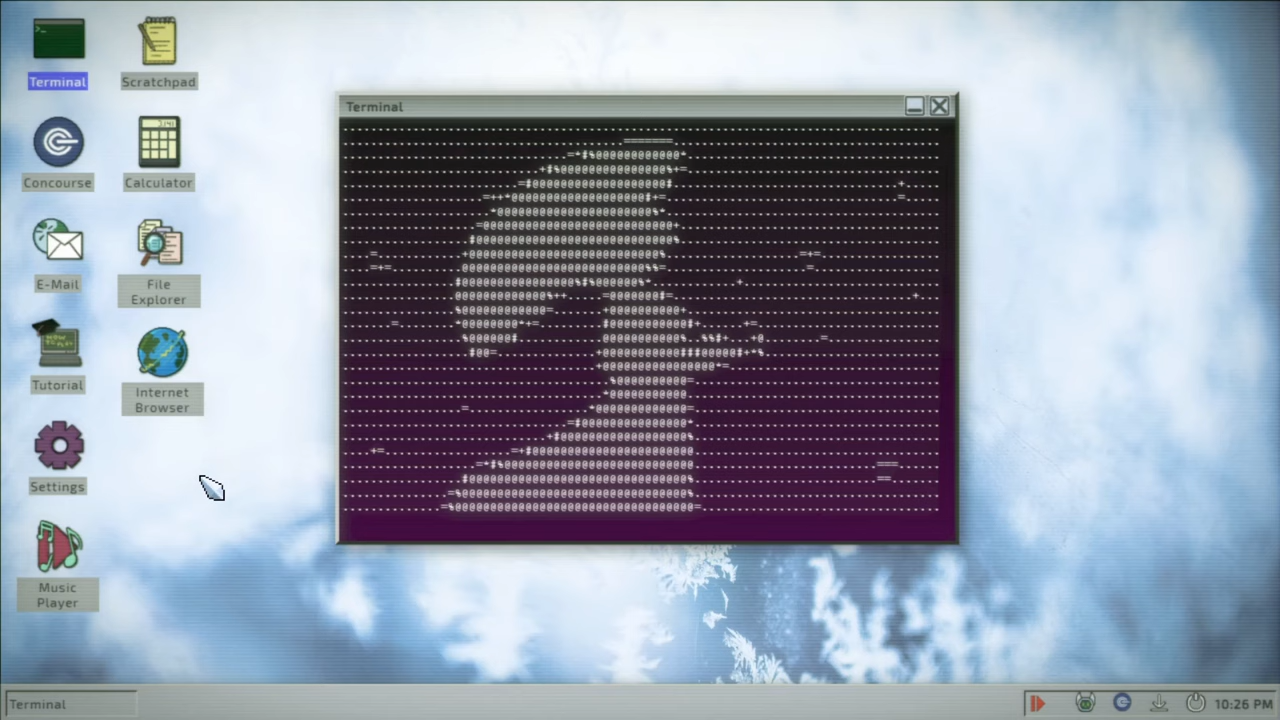 Terminal
Scratchpad
Concourse
Calculator
E-Mail
File
Explorer
Tutorial
Internet
Browser
Settings
Music
Player
Terminal
Terminal
10:26 PM